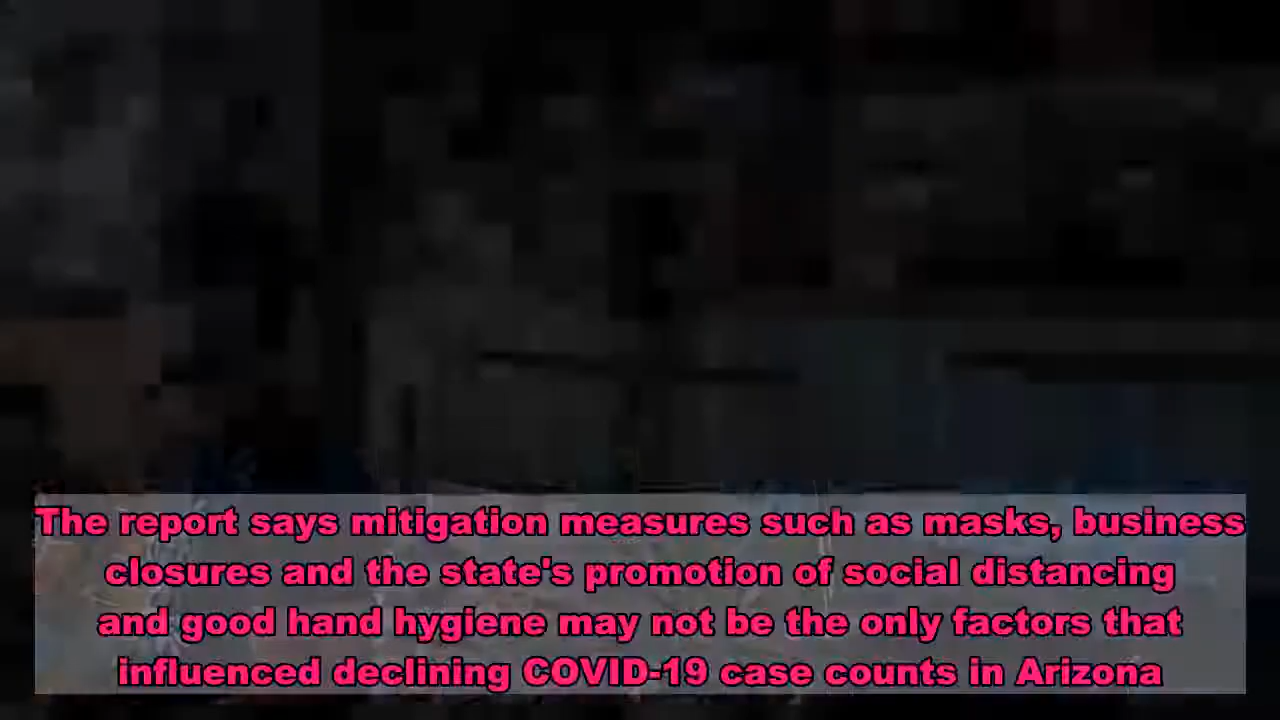 The report says mitigation measures such as masks, business
closures and the state's promotion of social distancing
and good hand hygiene may not be the only factors that
influenced declining COVID-19 case counts in Arizona